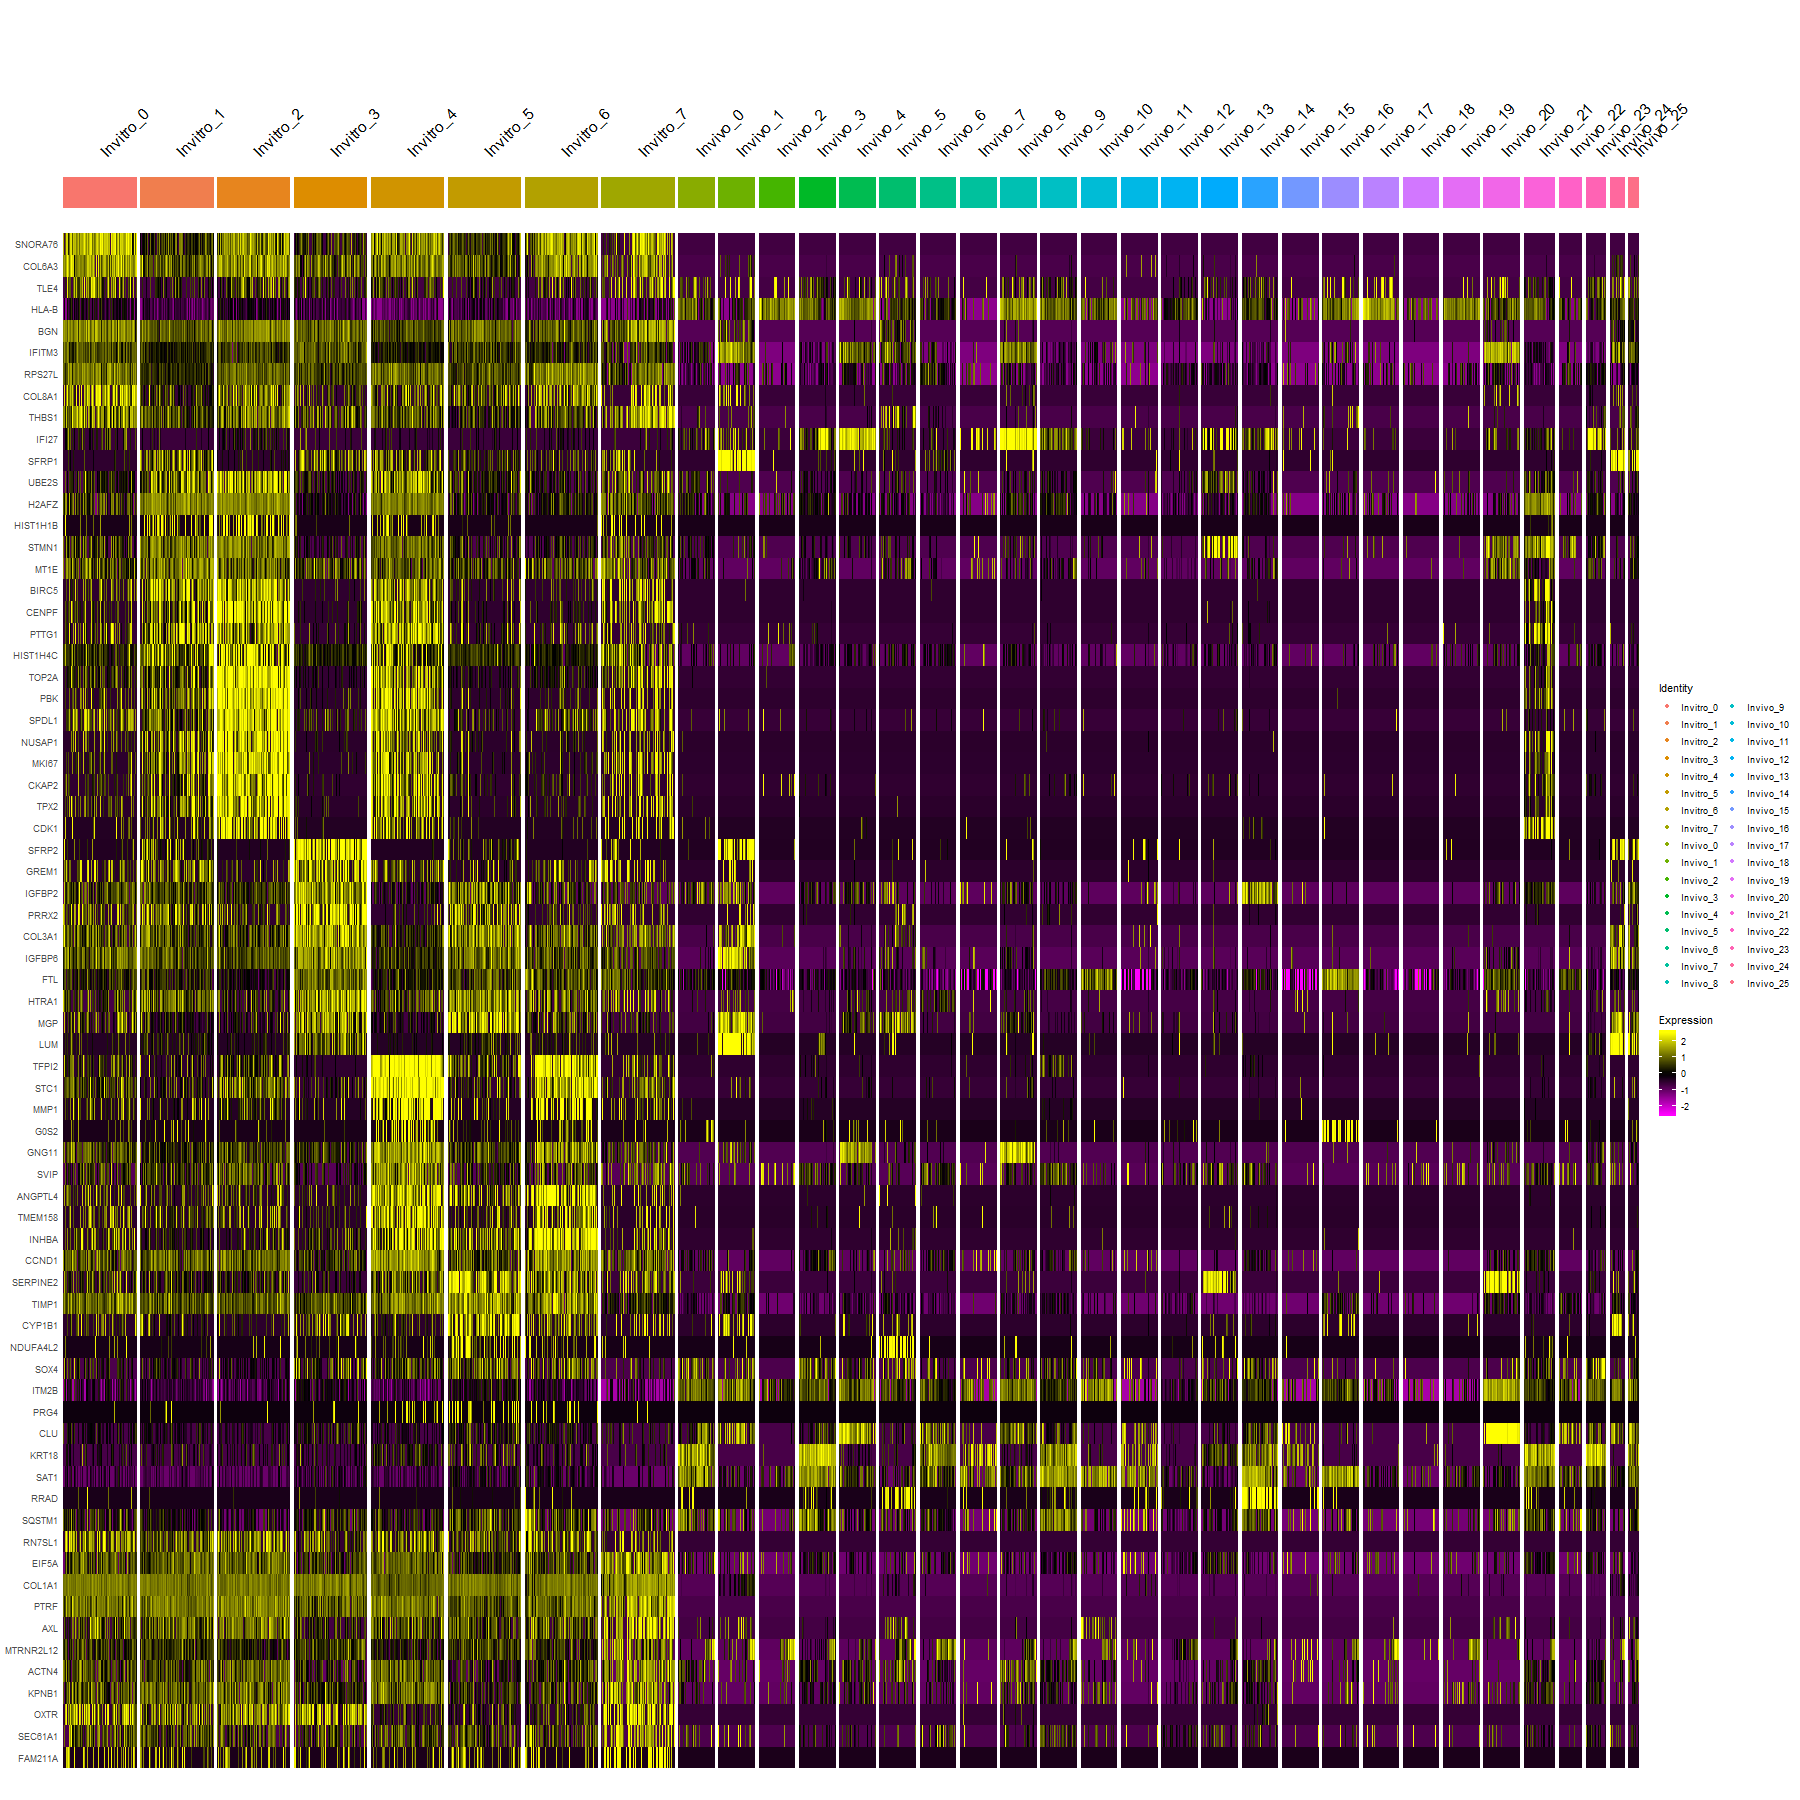 Invitro_0
Invitro_1
Invitro_2
Invitro_3
Invitro_4
Invitro_5
Invitro_6
Invitro_7
Invivo_0
Invivo_1
Invivo_2
Invivo_3
Invivo_4
Invivo_5
Invivo_6
Invivo_7
Invivo_8
Invivo_9
Invivo_10
Invivo_11
Invivo_12
Invivo_13
Invivo_14
Invivo_15
Invivo_16
Invivo_17
Invivo_18
Invivo_19
Invivo_20
Invivo_21
Invivo_22
Invivo_23
Invivo_24
Invivo_25
SNORA76
COL6A3
TLE4
HLA-B
BGN
IFITM3
RPS27L
COL8A1
THBS1
IFI27
SFRP1
UBE2S
H2AFZ
HIST1H1B
STMN1
MT1E
BIRC5
CENPF
PTTG1
HIST1H4C
TOP2A
PBK
SPDL1
NUSAP1
MKI67
CKAP2
TPX2
CDK1
SFRP2
GREM1
IGFBP2
PRRX2
COL3A1
IGFBP6
FTL
HTRA1
MGP
LUM
TFPI2
STC1
MMP1
G0S2
GNG11
SVIP
ANGPTL4
TMEM158
INHBA
CCND1
SERPINE2
TIMP1
CYP1B1
NDUFA4L2
SOX4
ITM2B
PRG4
CLU
KRT18
SAT1
RRAD
SQSTM1
RN7SL1
EIF5A
COL1A1
PTRF
AXL
MTRNR2L12
ACTN4
KPNB1
OXTR
SEC61A1
FAM211A
Identity
Invitro_0 Invivo_9
Invitro_1 Invivo_10
Invitro_2 Invivo_11
Invitro_3 Invivo_12
Invitro_4 Invivo_13
Invitro_5 Invivo_14
Invitro_6 Invivo_15
Invitro_7 Invivo_16
Invivo_0 Invivo_17
Invivo_1 Invivo_18
Invivo_2 Invivo_19
Invivo_3 Invivo_20
Invivo_4 Invivo_21
Invivo_5 Invivo_22
Invivo_6 Invivo_23
Invivo_7 Invivo_24
Invivo_8 Invivo_25
Expression
2
1
0
-1
-2